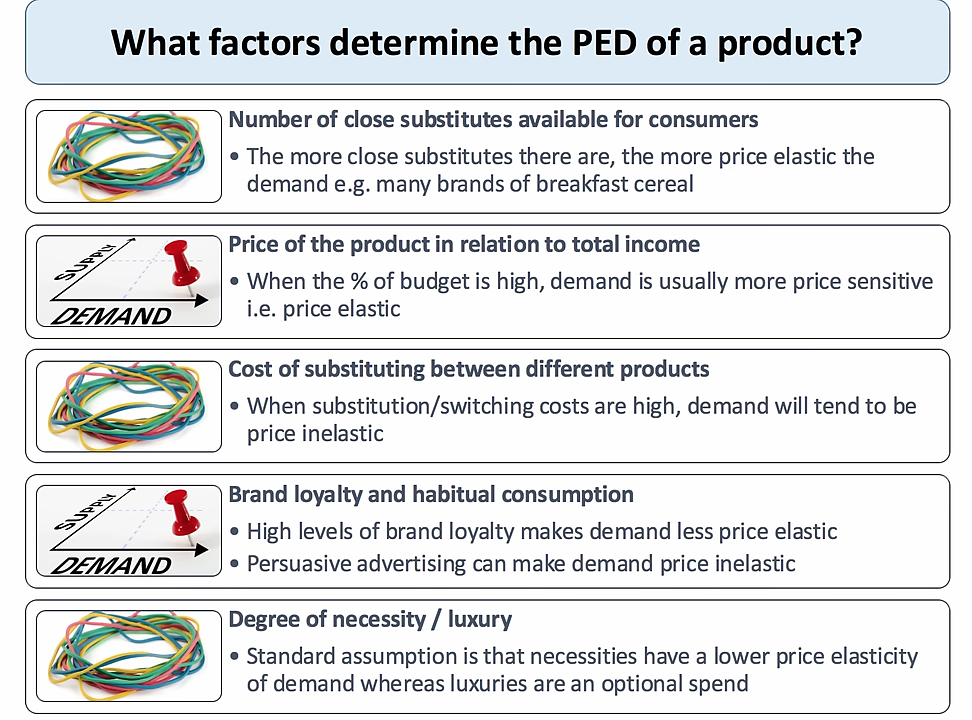 What factors determine the PED of a product?
Number of close substitutes available for consumers
• The more close substitutes there are, the more price elastic the
demand e.g. many brands of breakfast cereal
SUPPLY
DEMAND
Price of the product in relation to total income
• When the % of budget is high, demand is usually more price sensitive
i.e. price elastic
Cost of substituting between different products
• When substitution/switching costs are high, demand will tend to be
price inelastic
SUPPLY
DEMAND
Brand loyalty and habitual consumption
• High levels of brand loyalty makes demand less price elastic
• Persuasive advertising can make demand price inelastic
Degree of necessity / luxury
• Standard assumption is that necessities have a lower price elasticity
of demand whereas luxuries are an optional spend